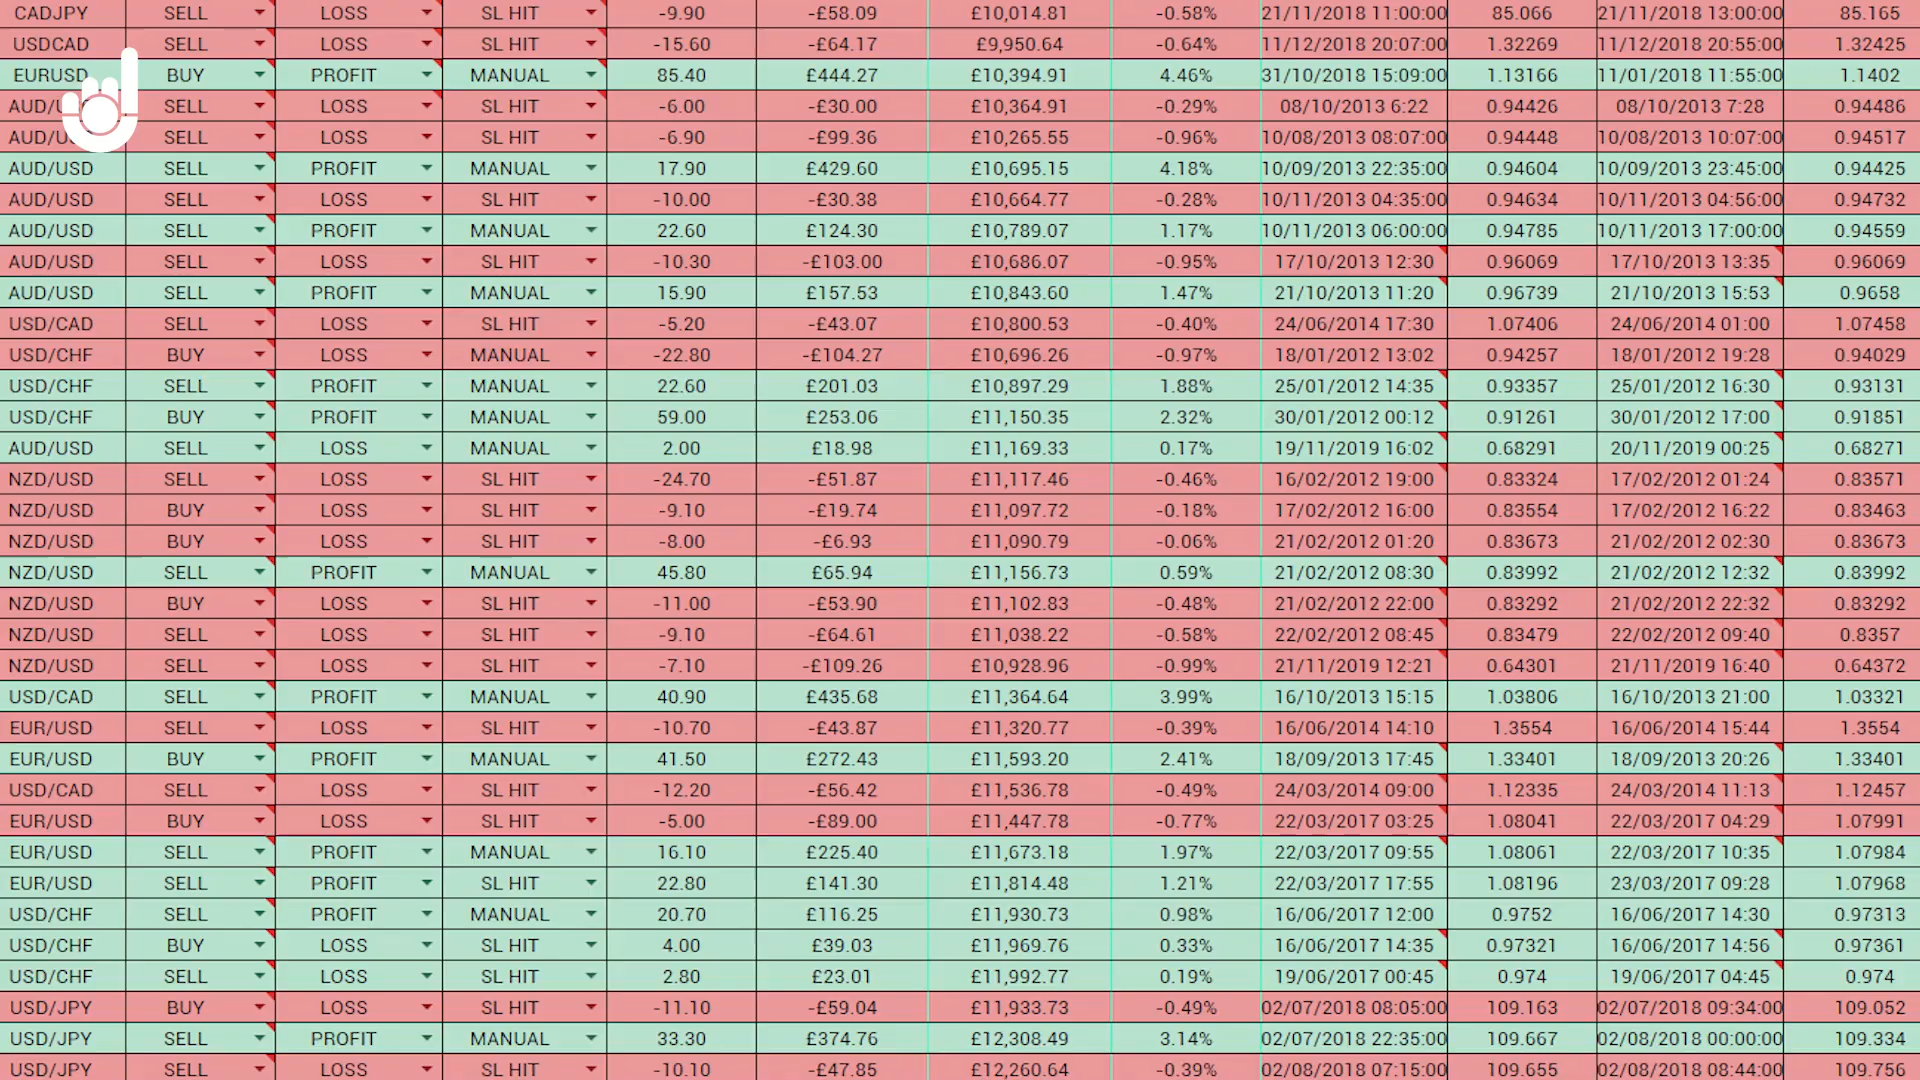 CADJPY SELL LOSS SL HIT -9.90 -£58.09 £10,014.81 -0.58% 21/11/2018 11:00:00 85.066 21/11/2018 13:00:00 85.165
USDCAD SELL LOSS SL HIT -15.60 -£64.17 £9,950.64 -0.64% 11/12/2018 20:07:00 1.32269 11/12/2018 20:55:00 1.32425
EURUSD BUY PROFIT MANUAL 85.40 £444.27 £10,394.91 4.46% 31/10/2018 15:09:00 1.13166 11/01/2018 11:55:00 1.1402
AUD/ SELL LOSS SL HIT -6.00 -£30.00 £10,364.91 -0.29% 08/10/2013 6:22 0.94426 08/10/2013 7:28 0.94486
AUD/ SELL LOSS SL HIT -6.90 -£99.36 £10,265.55 -0.96% 10/08/2013 08:07:00 0.94448 10/08/2013 10:07:00 0.94517
AUD/USD SELL PROFIT MANUAL 17.90 £429.60 £10,695.15 4.18% 10/09/2013 22:35:00 0.94604 10/09/2013 23:45:00 0.94425
AUD/USD SELL LOSS SL HIT -10.00 -£30.38 £10,664.77 -0.28% 10/11/2013 04:35:00 0.94634 10/11/2013 04:56:00 0.94732
AUD/USD SELL PROFIT MANUAL 22.60 £124.30 £10,789.07 1.17% 10/11/2013 06:00:00 0.94785 10/11/2013 17:00:00 0.94559
AUD/USD SELL LOSS SL HIT -10.30 -£103.00 £10,686.07 -0.95% 17/10/2013 12:30 0.96069 17/10/2013 13:35 0.96069
AUD/USD SELL PROFIT MANUAL 15.90 £157.53 £10,843.60 1.47% 21/10/2013 11:20 0.96739 21/10/2013 15:53 0.9658
USD/CAD SELL LOSS SL HIT -5.20 -£43.07 £10,800.53 -0.40% 24/06/2014 17:30 1.07406 24/06/2014 01:00 1.07458
USD/CHF BUY LOSS MANUAL -22.80 -£104.27 £10,696.26 -0.97% 18/01/2012 13:02 0.94257 18/01/2012 19:28 0.94029
USD/CHF SELL PROFIT MANUAL 22.60 £201.03 £10,897.29 1.88% 25/01/2012 14:35 0.93357 25/01/2012 16:30 0.93131
USD/CHF BUY PROFIT MANUAL 59.00 £253.06 £11,150.35 2.32% 30/01/2012 00:12 0.91261 30/01/2012 17:00 0.91851
AUD/USD SELL LOSS MANUAL 2.00 £18.98 £11,169.33 0.17% 19/11/2019 16:02 0.68291 20/11/2019 00:25 0.68271
NZD/USD SELL LOSS SL HIT -24.70 -£51.87 £11,117.46 -0.46% 16/02/2012 19:00 0.83324 17/02/2012 01:24 0.83571
NZD/USD BUY LOSS SL HIT -9.10 -£19.74 £11,097.72 -0.18% 17/02/2012 16:00 0.83554 17/02/2012 16:22 0.83463
NZD/USD BUY LOSS SL HIT -8.00 -£6.93 £11,090.79 -0.06% 21/02/2012 01:20 0.83673 21/02/2012 02:30 0.83673
NZD/USD SELL PROFIT MANUAL 45.80 £65.94 £11,156.73 0.59% 21/02/2012 08:30 0.83992 21/02/2012 12:32 0.83992
NZD/USD BUY LOSS SL HIT -11.00 -£53.90 £11,102.83 -0.48% 21/02/2012 22:00 0.83292 21/02/2012 22:32 0.83292
NZD/USD SELL LOSS SL HIT -9.10 -£64.61 £11,038.22 -0.58% 22/02/2012 08:45 0.83479 22/02/2012 09:40 0.8357
NZD/USD SELL LOSS SL HIT -7.10 -£109.26 £10,928.96 -0.99% 21/11/2019 12:21 0.64301 21/11/2019 16:40 0.64372
USD/CAD SELL PROFIT MANUAL 40.90 £435.68 £11,364.64 3.99% 16/10/2013 15:15 1.03806 16/10/2013 21:00 1.03321
EUR/USD SELL LOSS SL HIT -10.70 -£43.87 £11,320.77 -0.39% 16/06/2014 14:10 1.3554 16/06/2014 15:44 1.3554
EUR/USD BUY PROFIT MANUAL 41.50 £272.43 £11,593.20 2.41% 18/09/2013 17:45 1.33401 18/09/2013 20:26 1.33401
USD/CAD SELL LOSS SL HIT -12.20 -£56.42 £11,536.78 -0.49% 24/03/2014 09:00 1.12335 24/03/2014 11:13 1.12457
EUR/USD BUY LOSS SL HIT -5.00 -£89.00 £11,447.78 -0.77% 22/03/2017 03:25 1.08041 22/03/2017 04:29 1.07991
EUR/USD SELL PROFIT MANUAL 16.10 £225.40 £11,673.18 1.97% 22/03/2017 09:55 1.08061 22/03/2017 10:35 1.07984
EUR/USD SELL PROFIT SL HIT 22.80 £141.30 £11,814.48 1.21% 22/03/2017 17:55 1.08196 23/03/2017 09:28 1.07968
USD/CHF SELL PROFIT MANUAL 20.70 £116.25 £11,930.73 0.98% 16/06/2017 12:00 0.9752 16/06/2017 14:30 0.97313
USD/CHF BUY LOSS SL HIT 4.00 £39.03 £11,969.76 0.33% 16/06/2017 14:35 0.97321 16/06/2017 14:56 0.97361
USD/CHF SELL LOSS SL HIT 2.80 £23.01 £11,992.77 0.19% 19/06/2017 00:45 0.974 19/06/2017 04:45 0.974
USD/JPY BUY LOSS SL HIT -11.10 -£59.04 £11,933.73 -0.49% 02/07/2018 08:05:00 109.163 02/07/2018 09:34:00 109.052
USD/JPY SELL PROFIT MANUAL 33.30 £374.76 £12,308.49 3.14% 02/07/2018 22:35:00 109.667 02/08/2018 00:00:00 109.334
USD/JPY SELL LOSS SL HIT -10.10 -£47.85 £12,260.64 -0.39% 02/08/2018 07:15:00 109.655 02/08/2018 08:44:00 109.756